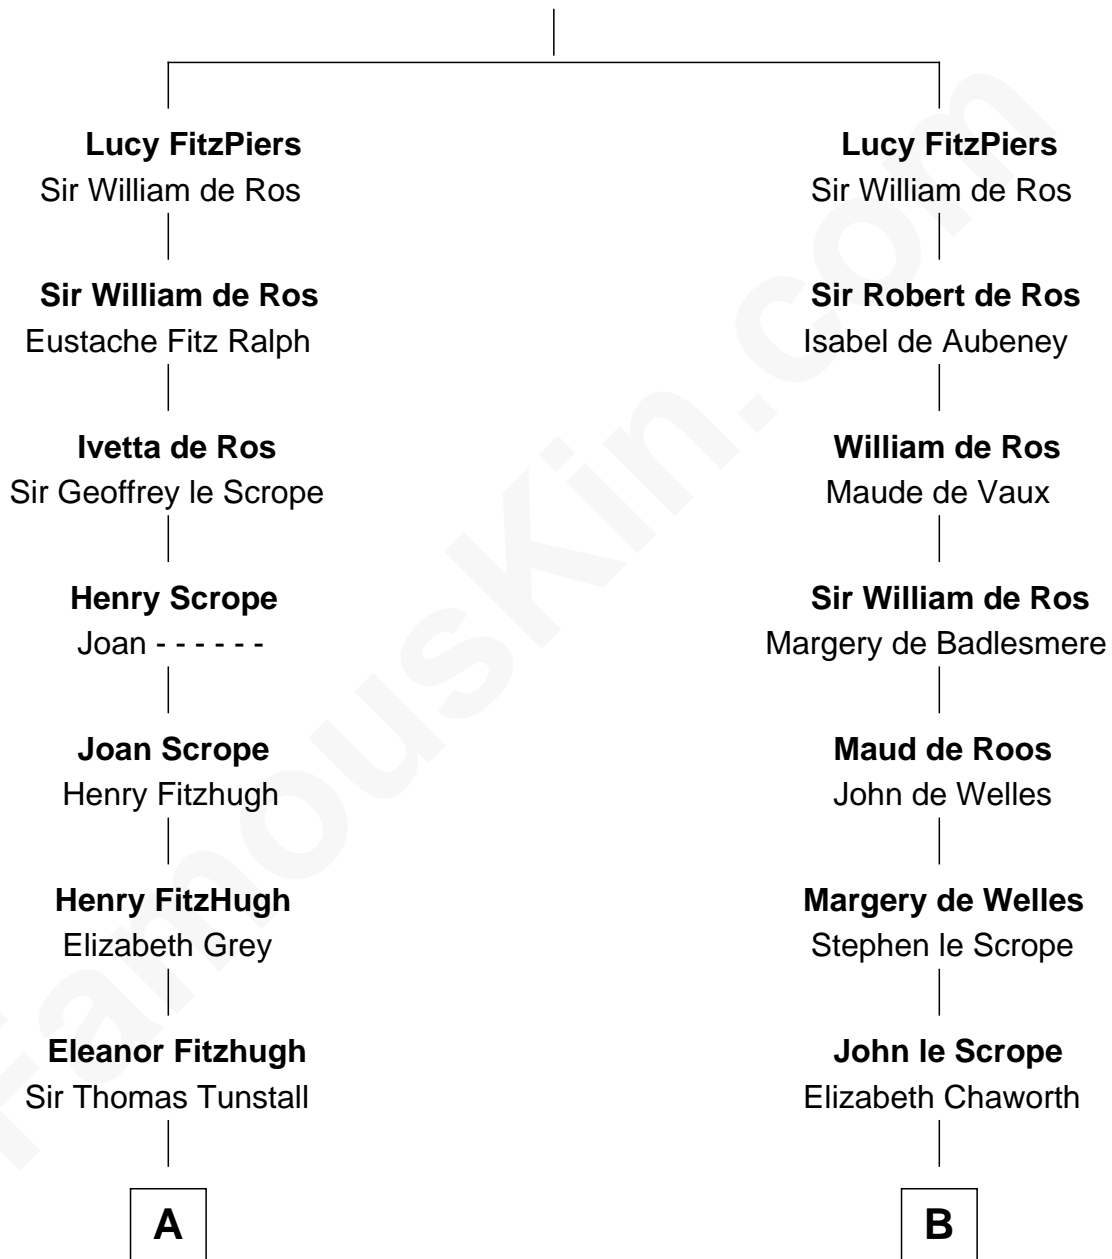 Lucy FitzPiers
Sir William de Ros
Sir William de Ros
Eustache Fitz Ralph
Ivetta de Ros
Sir Geoffrey le Scrope
Henry Scrope
Joan - - - - - -
Joan Scrope
Henry Fitzhugh
Henry FitzHugh
Elizabeth Grey
Eleanor Fitzhugh
Sir Thomas Tunstall
A
Lucy FitzPiers
Sir William de Ros
Sir Robert de Ros
Isabel de Aubeney
William de Ros
Maude de Vaux
Sir William de Ros
Margery de Badlesmere
Maud de Roos
John de Welles
Margery de Welles
Stephen le Scrope
John le Scrope
Elizabeth Chaworth
B
FamousKin.com